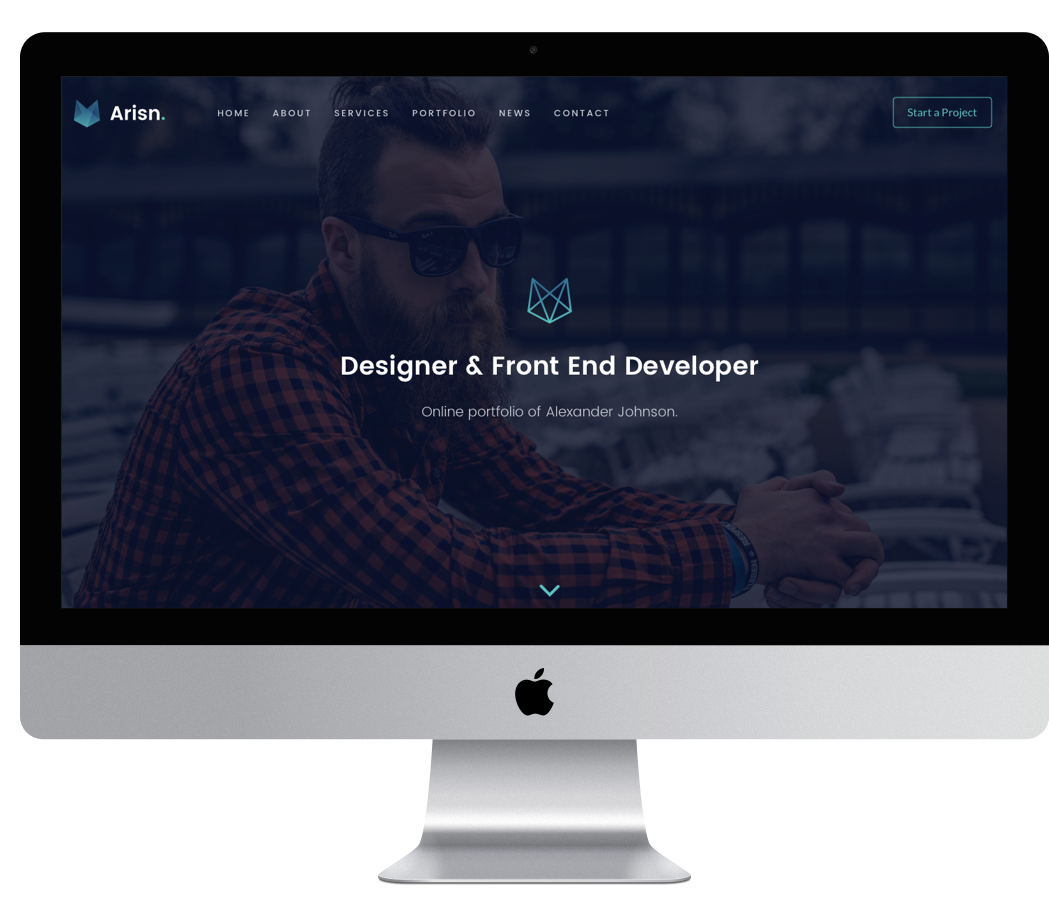 Arisn.
HOME ABOUT SERVICES PORTFOLIO NEWS CONTACT
Start a Project
Designer & Front End Developer
Online portfolio of Alexander Johnson.